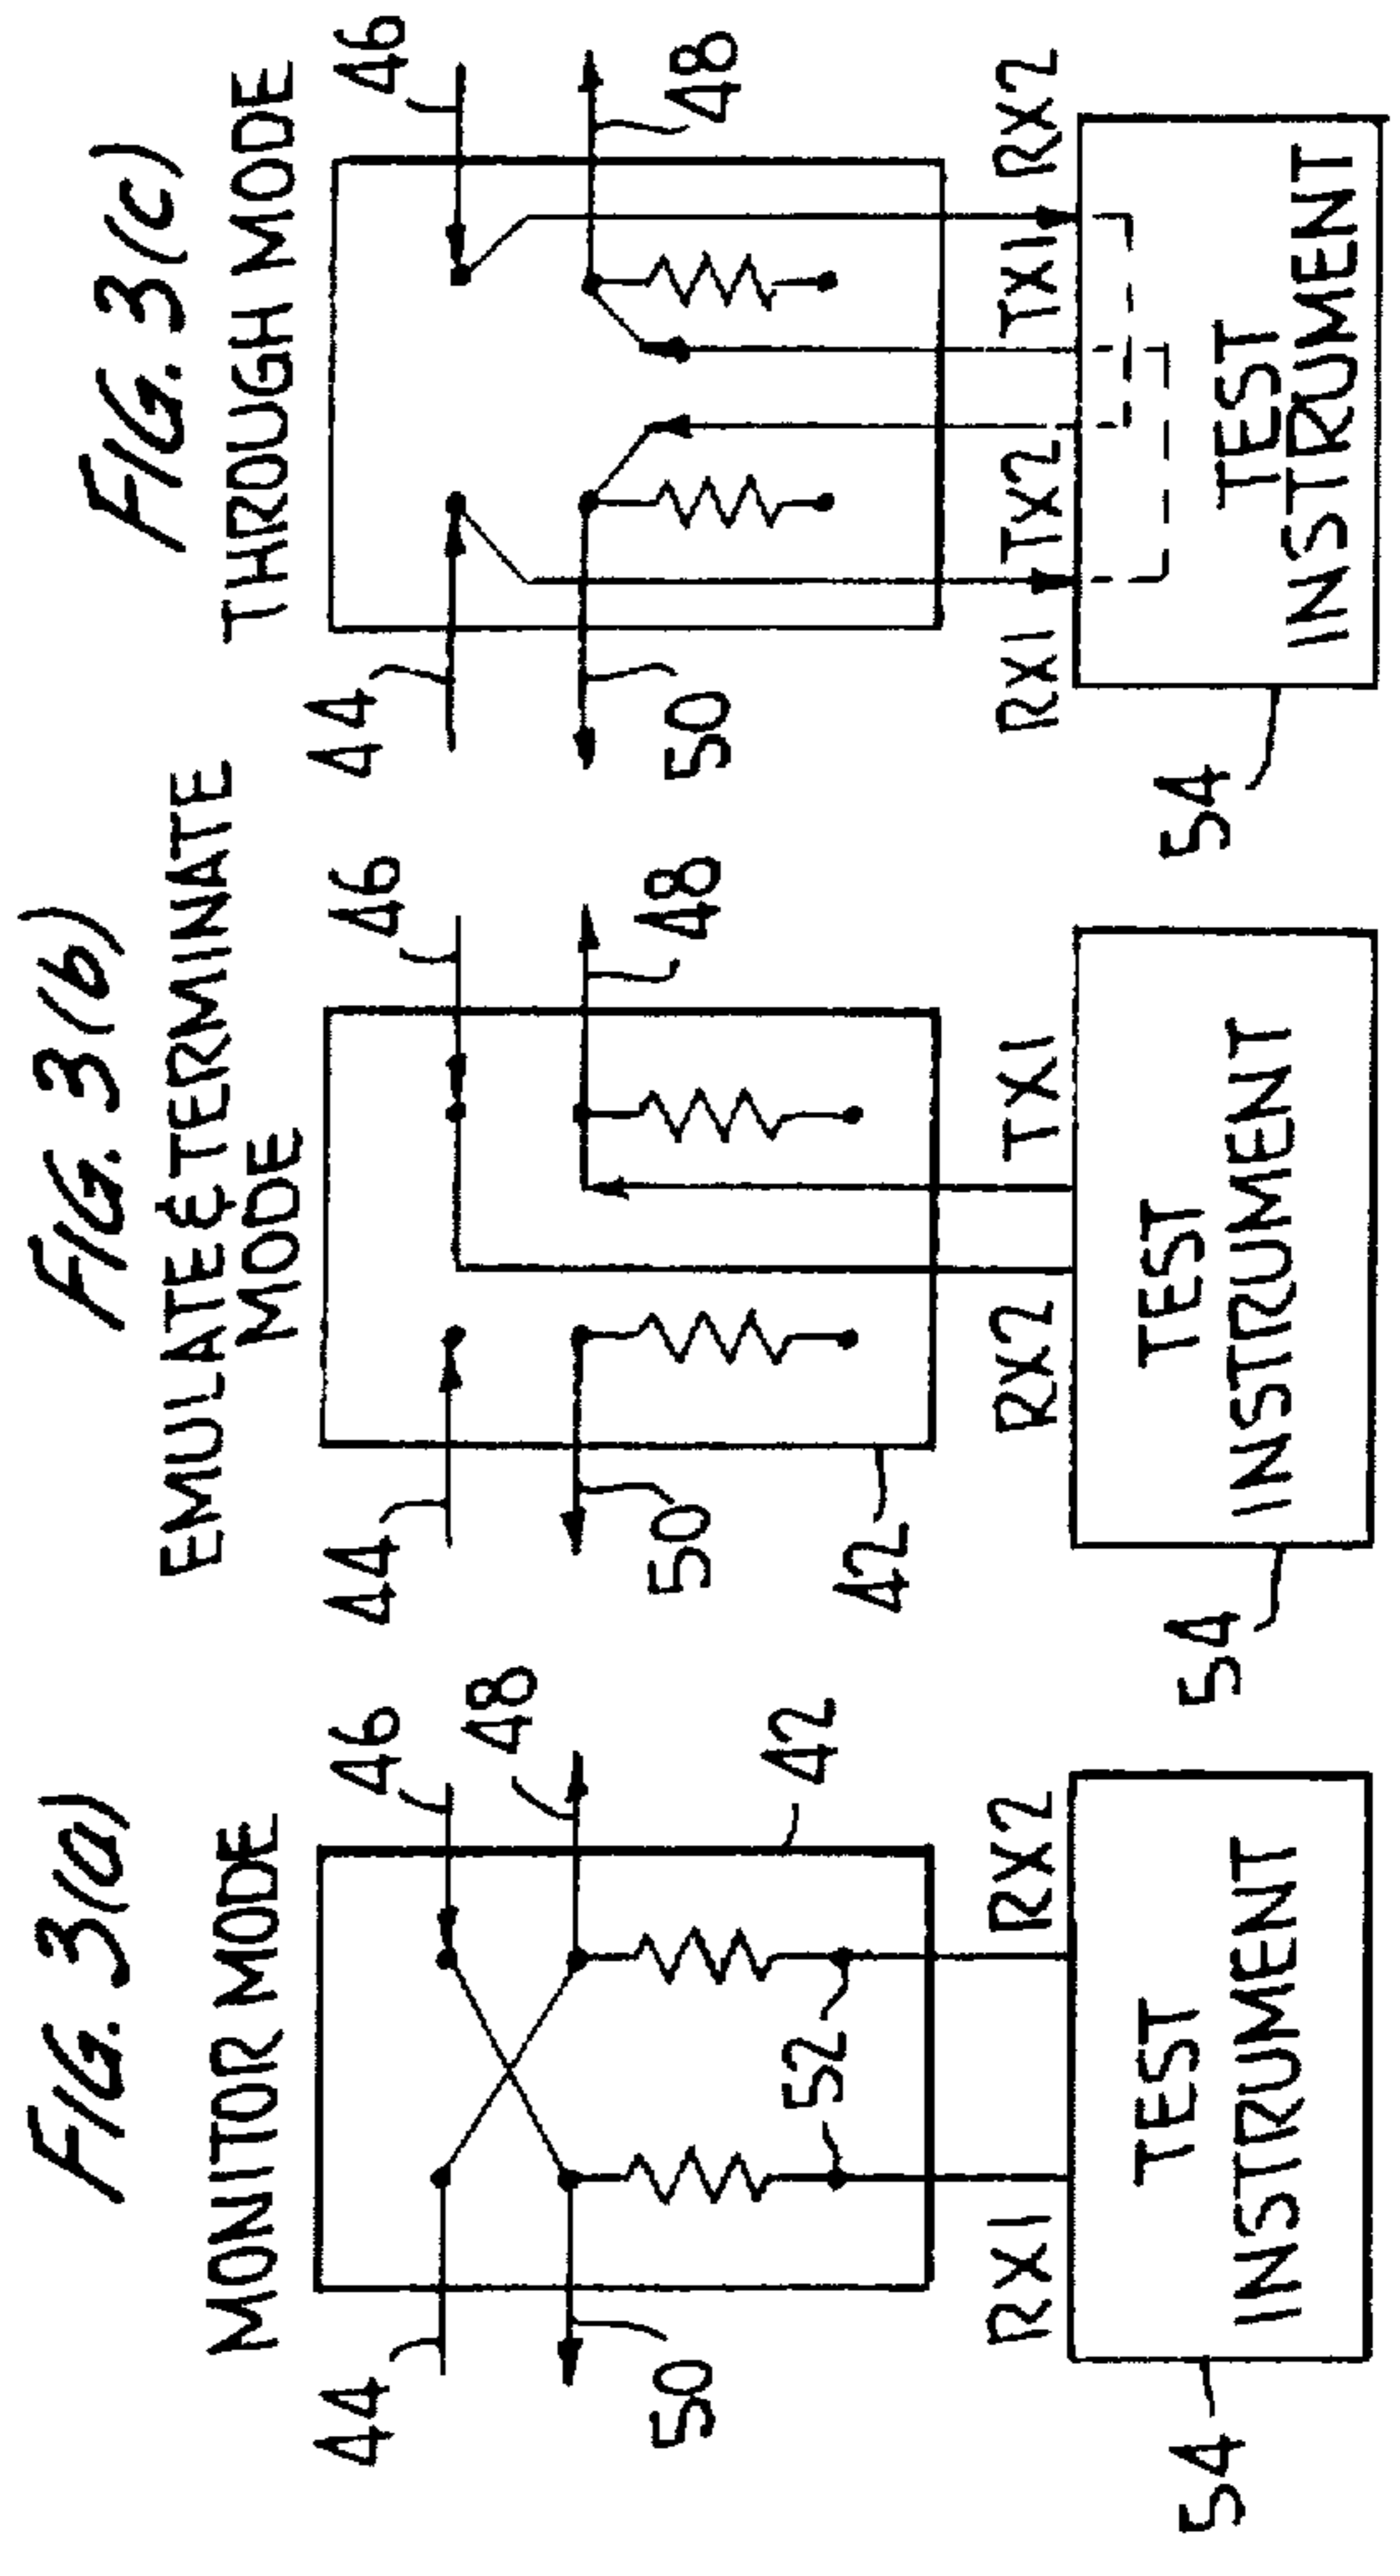 FIG. 3(a)
MONITOR MODE
44
46
48
50
42
52
RX1
RX2
TEST
INSTRUMENT
54
FIG. 3(b)
EMULATE & TERMINATE
MODE
44
46
48
50
42
RX2
TX1
TEST
INSTRUMENT
54
FIG. 3(c)
THROUGH MODE
44
46
48
50
RX1
TX2
TX1
RX2
TEST
INSTRUMENT
54